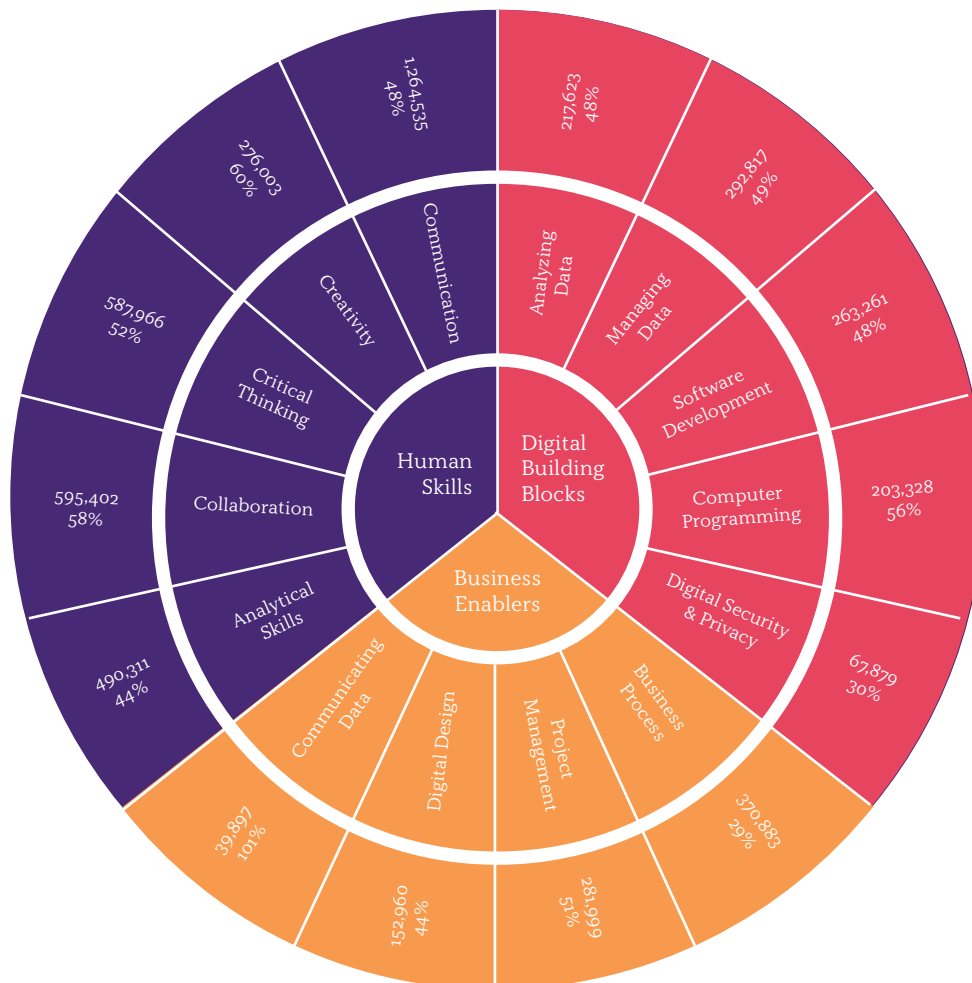 1,264,535
48%
217,623
48%
276,003
60%
292,817
49%
587,966
52%
263,261
48%
595,402
58%
203,328
56%
490,311
44%
67,879
30%
39,897
101%
370,883
29%
152,960
44%
281,999
51%
Communication
Analyzing
Data
Creativity
Managing
Data
Critical
Thinking
Software
Development
Collaboration
Computer
Programming
Analytical
Skills
Digital Security
& Privacy
Communicating
Data
Digital Design
Project
Management
Business
Process
Human
Skills
Digital
Building
Blocks
Business
Enablers